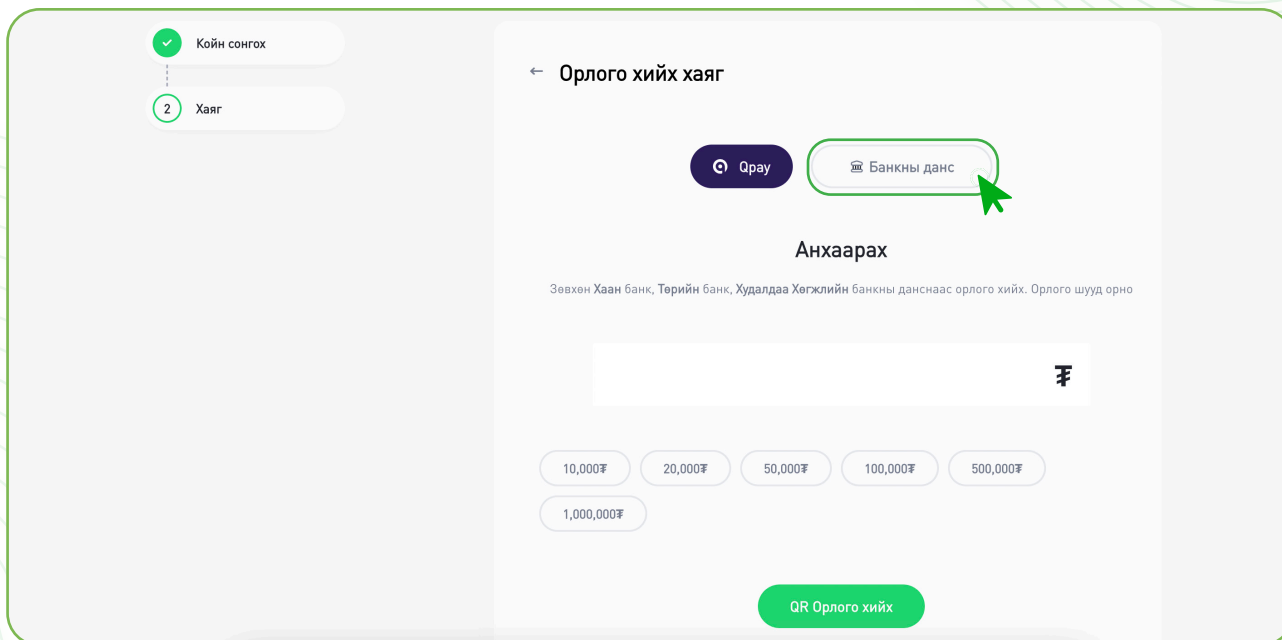 Койн сонгох
2 Хаяг
← Орлого хийх хаяг
Qpay
Банкны данс
Анхаарах
Зөвхөн Хаан банк, Төрийн банк, Худалдаа Хөгжлийн банкны данснаас орлого хийх. Орлого шууд орно
₮
10,000₮ 20,000₮ 50,000₮ 100,000₮ 500,000₮
1,000,000₮
QR Орлого хийх